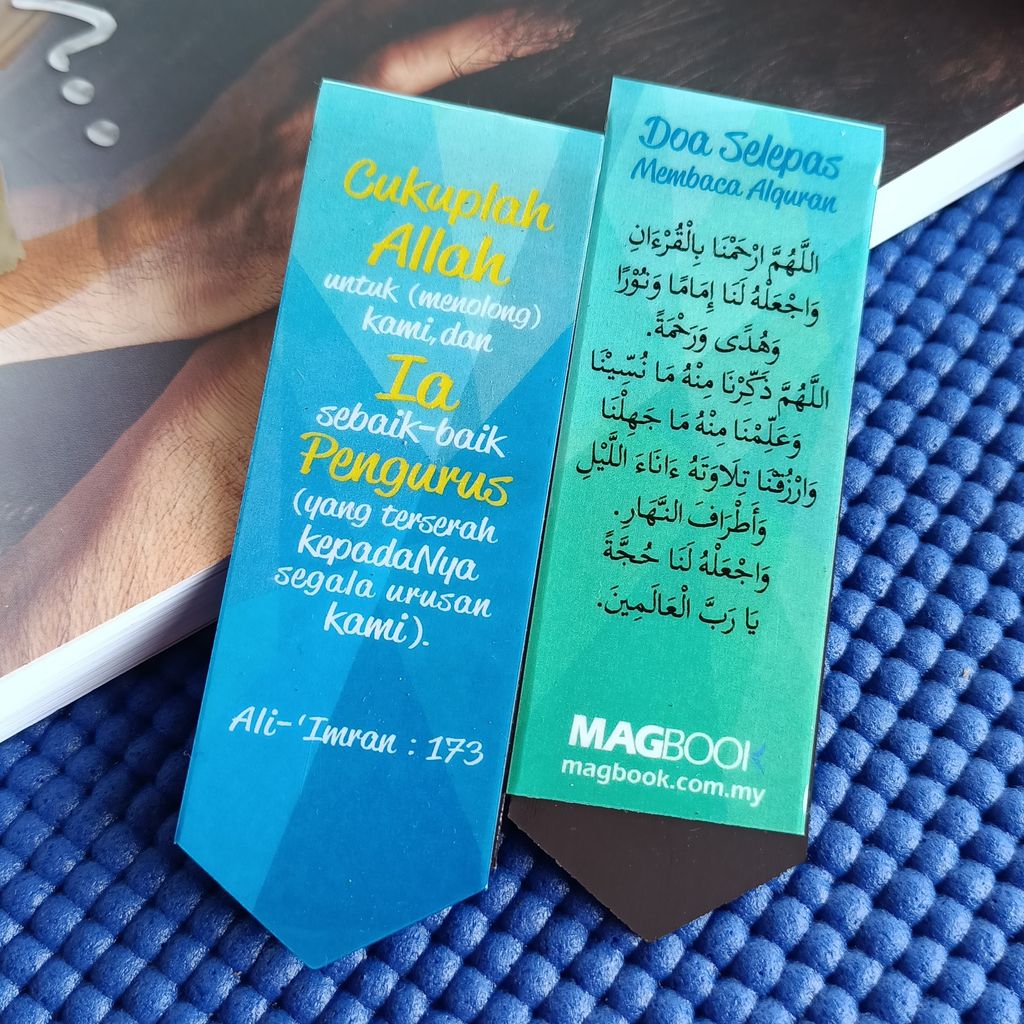 Cukuplah
Allah
untuk (menolong)
kami, dan
Ia
sebaik-baik
Pengurus
(yang terserah
kepadaNya
segala urusan
kami).
Ali-'Imran : 173
Doa Selepas
Membaca Alquran
اللَّهُمَّ ارْحَمْنَا بِالْقُرْءَانِ
وَاجْعَلْهُ لَنَا إِمَامًا وَنُوْرًا
وَهُدًى وَرَحْمَةً.
اللَّهُمَّ ذَكِّرْنَا مِنْهُ مَا نُسِّيْنَا
وَعَلِّمْنَا مِنْهُ مَا جَهِلْنَا
وَارْزُقْنَا تِلَاوَتَهُ ءَانَاءَ اللَّيْلِ
وَأَطْرَافَ النَّهَارِ.
وَاجْعَلْهُ لَنَا حُجَّةً
يَا رَبَّ الْعَالَمِينَ.
MAGBOOK
magbook.com.my
?